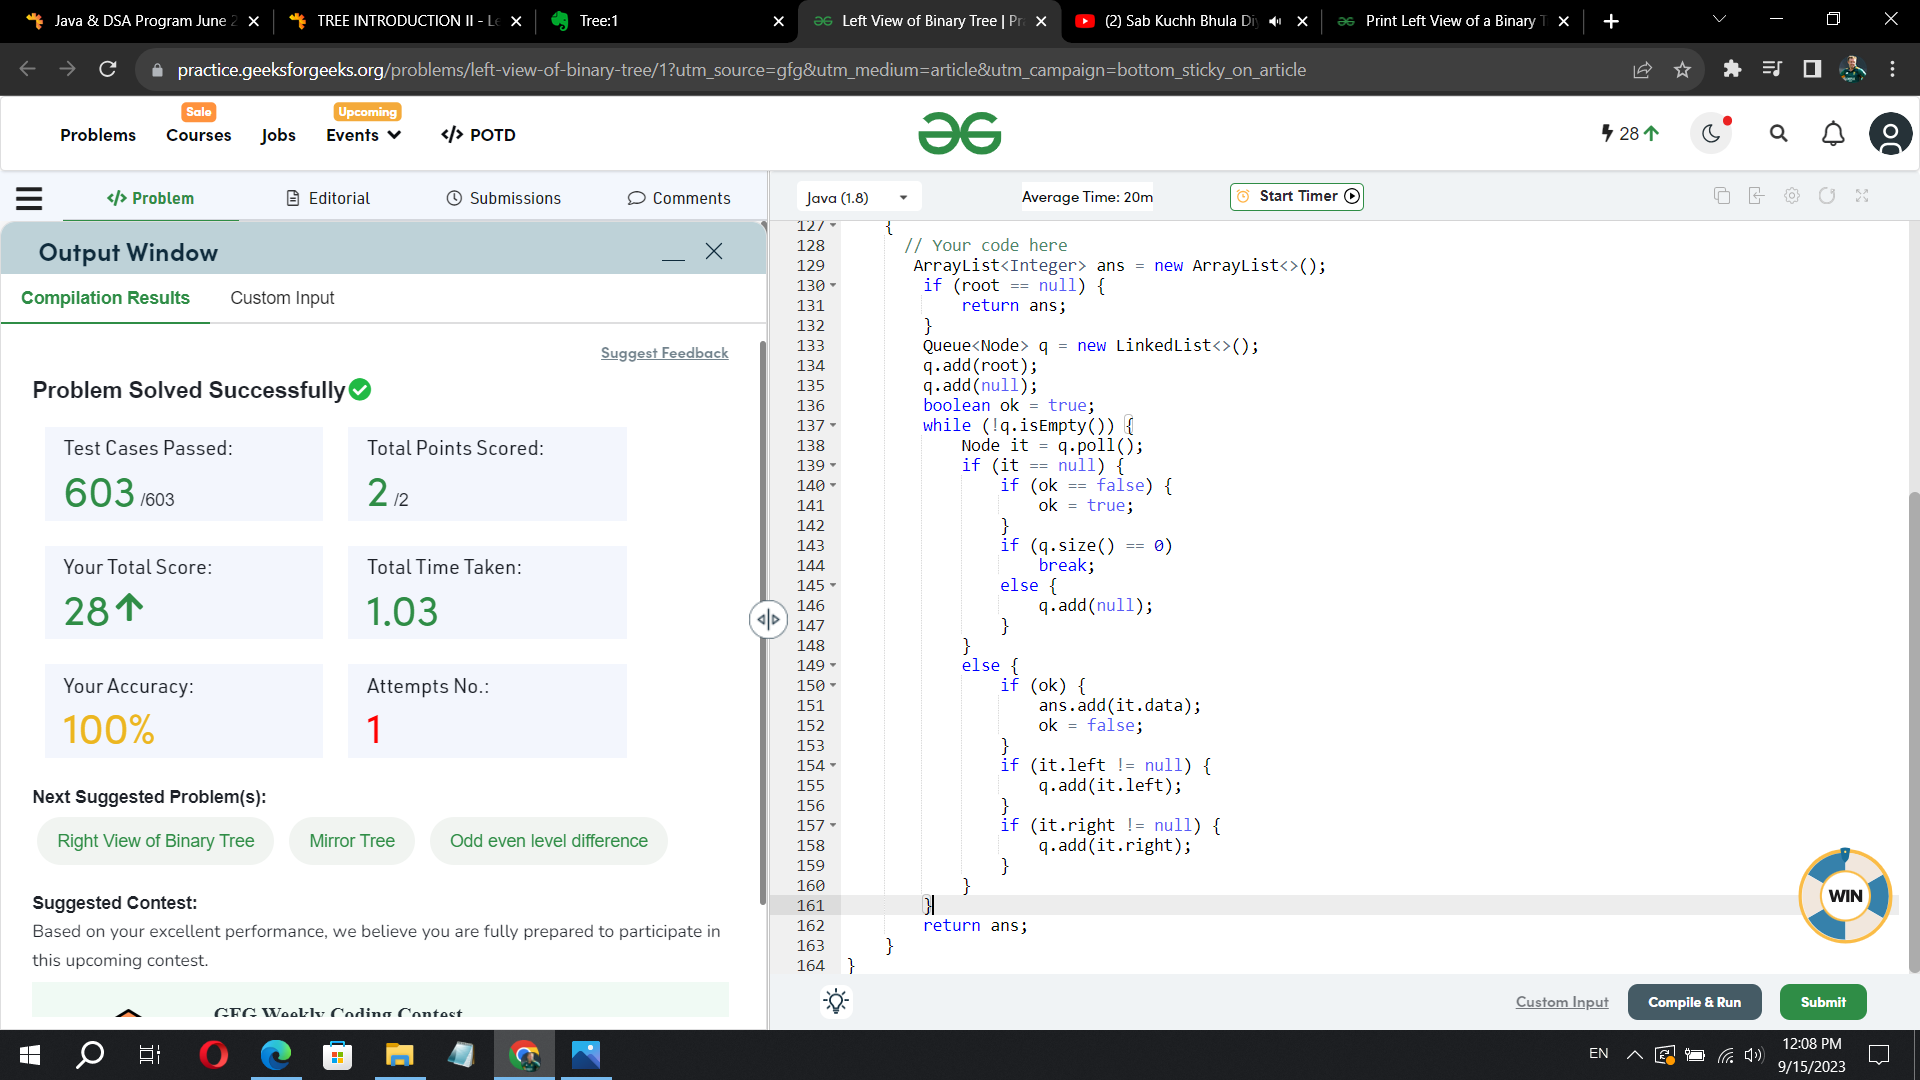 Java & DSA Program June 2
TREE INTRODUCTION II - Le
Tree:1
Left View of Binary Tree | Pr
(2) Sab Kuchh Bhula Di
Print Left View of a Binary T
practice.geeksforgeeks.org/problems/left-view-of-binary-tree/1?utm_source=gfg&utm_medium=article&utm_campaign=bottom_sticky_on_article
Sale
Upcoming
Problems
Courses
Jobs
Events
</> POTD
28
</> Problem
Editorial
Submissions
Comments
Java (1.8)
Average Time: 20m
Start Timer
Output Window
Compilation Results
Custom Input
Suggest Feedback
Problem Solved Successfully
Test Cases Passed:
603 /603
Total Points Scored:
2 /2
Your Total Score:
28
Total Time Taken:
1.03
Your Accuracy:
100%
Attempts No.:
1
Next Suggested Problem(s):
Right View of Binary Tree
Mirror Tree
Odd even level difference
Suggested Contest:
Based on your excellent performance, we believe you are fully prepared to participate in
this upcoming contest.
GFG Weekly Coding Contest
127 {
128 // Your code here
129 ArrayList<Integer> ans = new ArrayList<>();
130 if (root == null) {
131 return ans;
132 }
133 Queue<Node> q = new LinkedList<>();
134 q.add(root);
135 q.add(null);
136 boolean ok = true;
137 while (!q.isEmpty()) {
138 Node it = q.poll();
139 if (it == null) {
140 if (ok == false) {
141 ok = true;
142 }
143 if (q.size() == 0)
144 break;
145 else {
146 q.add(null);
147 }
148 }
149 else {
150 if (ok) {
151 ans.add(it.data);
152 ok = false;
153 }
154 if (it.left != null) {
155 q.add(it.left);
156 }
157 if (it.right != null) {
158 q.add(it.right);
159 }
160 }
161 }
162 return ans;
163 }
164 }
WIN
Custom Input
Compile & Run
Submit
EN
12:08 PM
9/15/2023